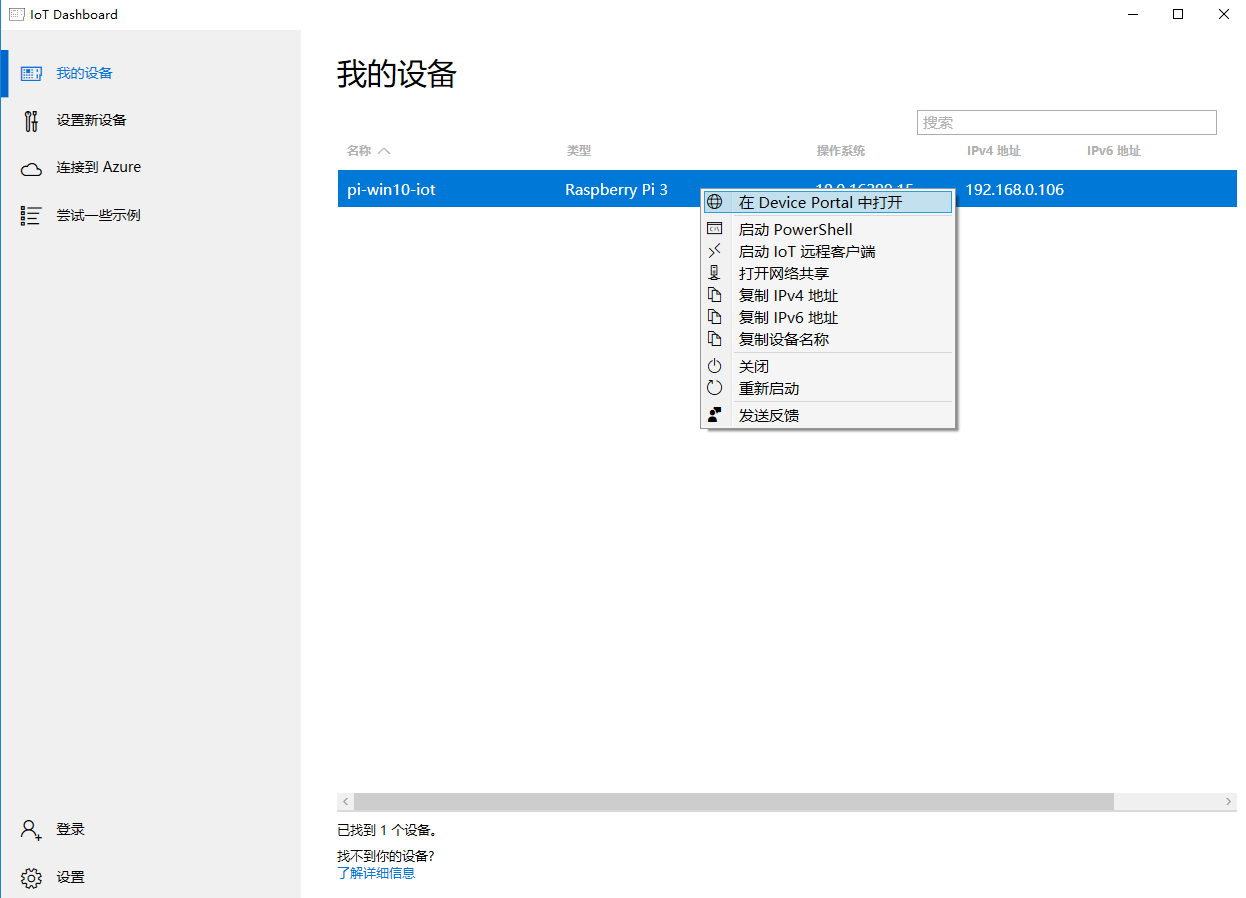 IoT Dashboard
我的设备
设置新设备
连接到 Azure
尝试一些示例
登录
设置
我的设备
搜索
名称 类型 操作系统 IPv4 地址 IPv6 地址
pi-win10-iot Raspberry Pi 3 192.168.0.106
在 Device Portal 中打开
启动 PowerShell
启动 IoT 远程客户端
打开网络共享
复制 IPv4 地址
复制 IPv6 地址
复制设备名称
关闭
重新启动
发送反馈
已找到 1 个设备。
找不到你的设备?
了解详细信息